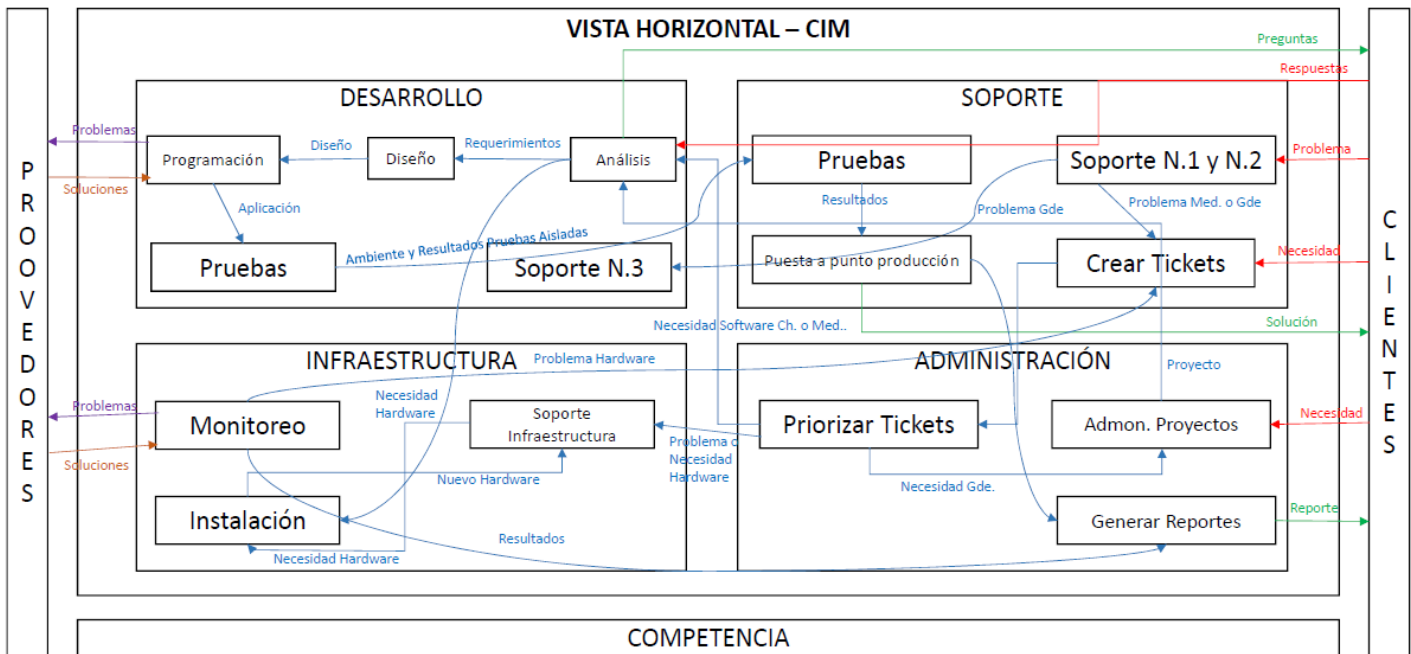 VISTA HORIZONTAL – CIM
PROOVEDORES
CLIENTES
Preguntas
Respuestas
DESARROLLO
Problemas
Programación
Diseño
Diseño
Requerimientos
Análisis
Soluciones
Aplicación
Pruebas
Ambiente y Resultados Pruebas Aisladas
Soporte N.3
SOPORTE
Pruebas
Soporte N.1 y N.2
Problema
Resultados
Problema Gde
Problema Med. o Gde
Puesta a punto producción
Crear Tickets
Necesidad
Necesidad Software Ch. o Med..
Solución
INFRAESTRUCTURA
Problema Hardware
Problemas
Monitoreo
Necesidad
Hardware
Soporte
Infraestructura
Soluciones
Nuevo Hardware
Problema o
Necesidad
Hardware
Instalación
Necesidad Hardware
Resultados
ADMINISTRACIÓN
Proyecto
Priorizar Tickets
Admon. Proyectos
Necesidad
Necesidad Gde.
Generar Reportes
Reporte
COMPETENCIA